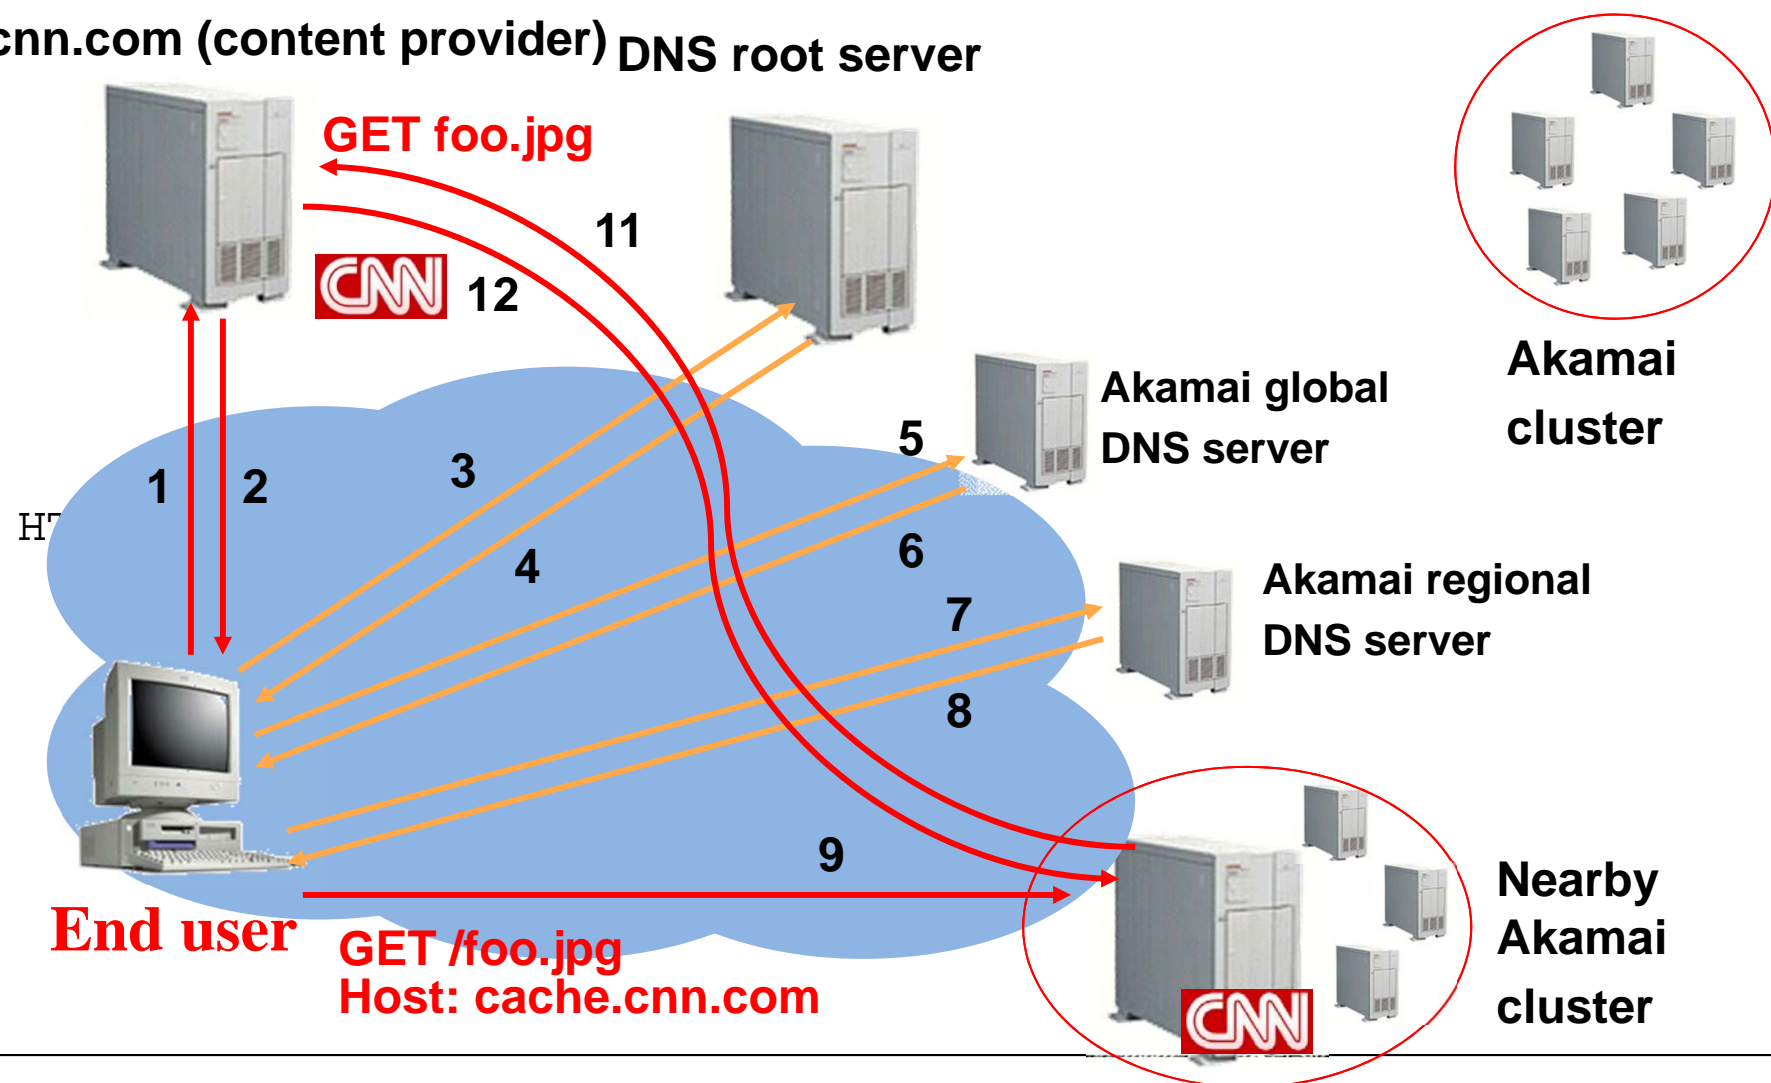 cnn.com (content provider)
DNS root server
GET foo.jpg
11
CNN
12
Akamai
cluster
Akamai global
DNS server
5
3
1
2
6
4
Akamai regional
DNS server
7
8
9
Nearby
Akamai
cluster
End user
GET /foo.jpg
Host: cache.cnn.com
CNN